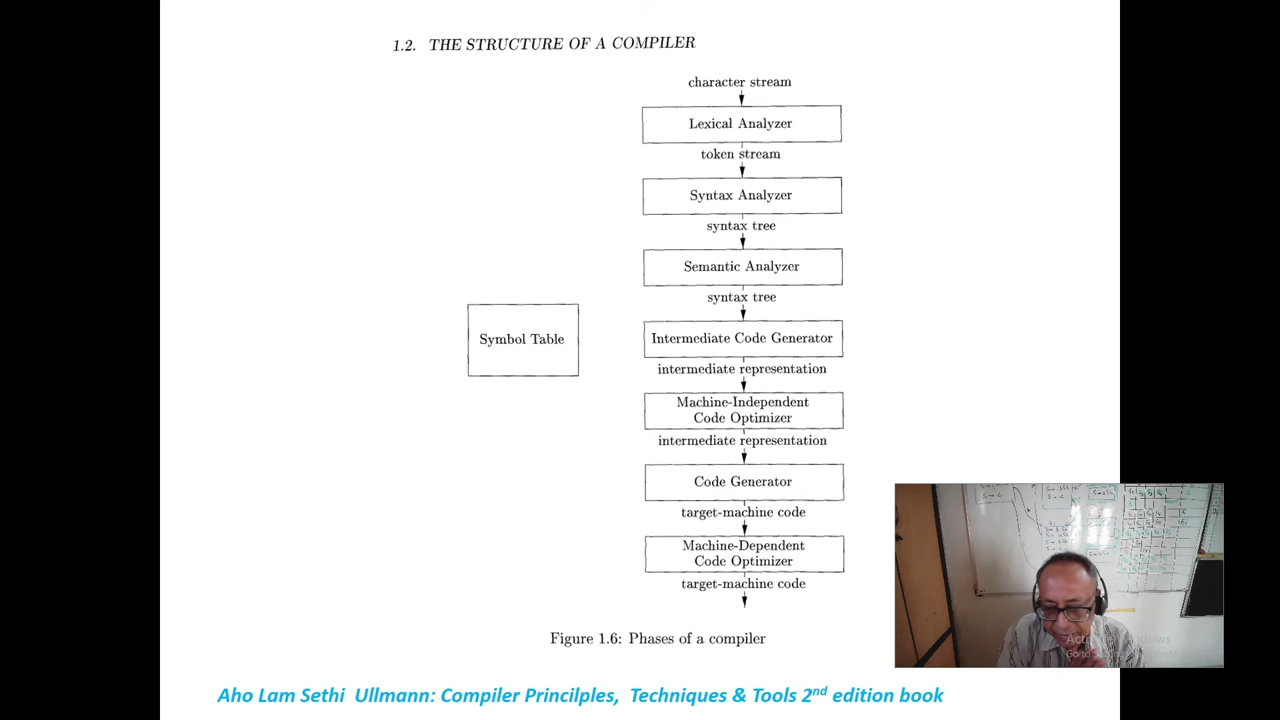 1.2. THE STRUCTURE OF A COMPILER
character stream
Lexical Analyzer
token stream
Syntax Analyzer
syntax tree
Semantic Analyzer
syntax tree
Symbol Table
Intermediate Code Generator
intermediate representation
Machine-Independent
Code Optimizer
intermediate representation
Code Generator
target-machine code
Machine-Dependent
Code Optimizer
target-machine code
Figure 1.6: Phases of a compiler
Aho Lam Sethi Ullmann: Compiler Princilples, Techniques & Tools 2nd edition book